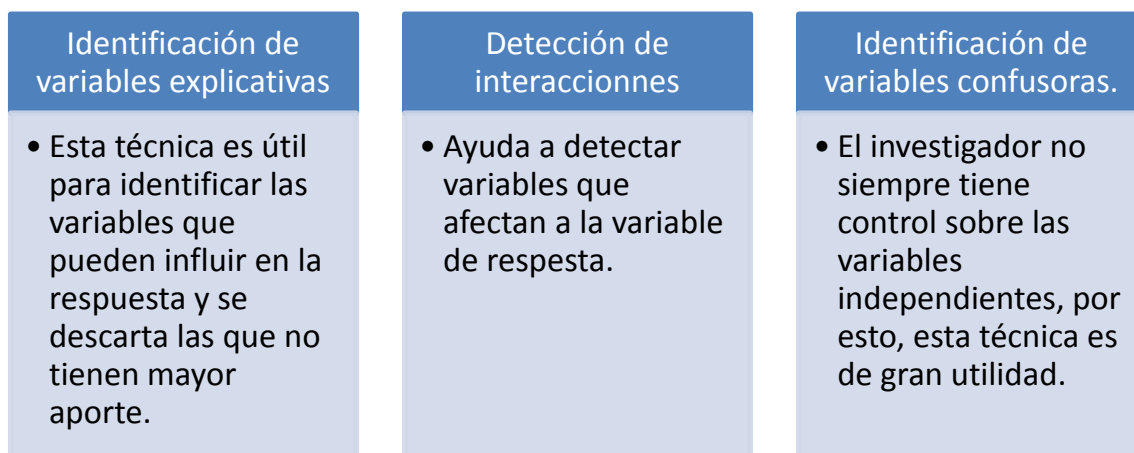 Identificación de
variables explicativas
• Esta técnica es útil
para identificar las
variables que
pueden influir en la
respuesta y se
descarta las que no
tienen mayor
aporte.
Detección de
interaccionnes
• Ayuda a detectar
variables que
afectan a la variable
de respesta.
Identificación de
variables confusoras.
• El investigador no
siempre tiene
control sobre las
variables
independientes, por
esto, esta técnica es
de gran utilidad.